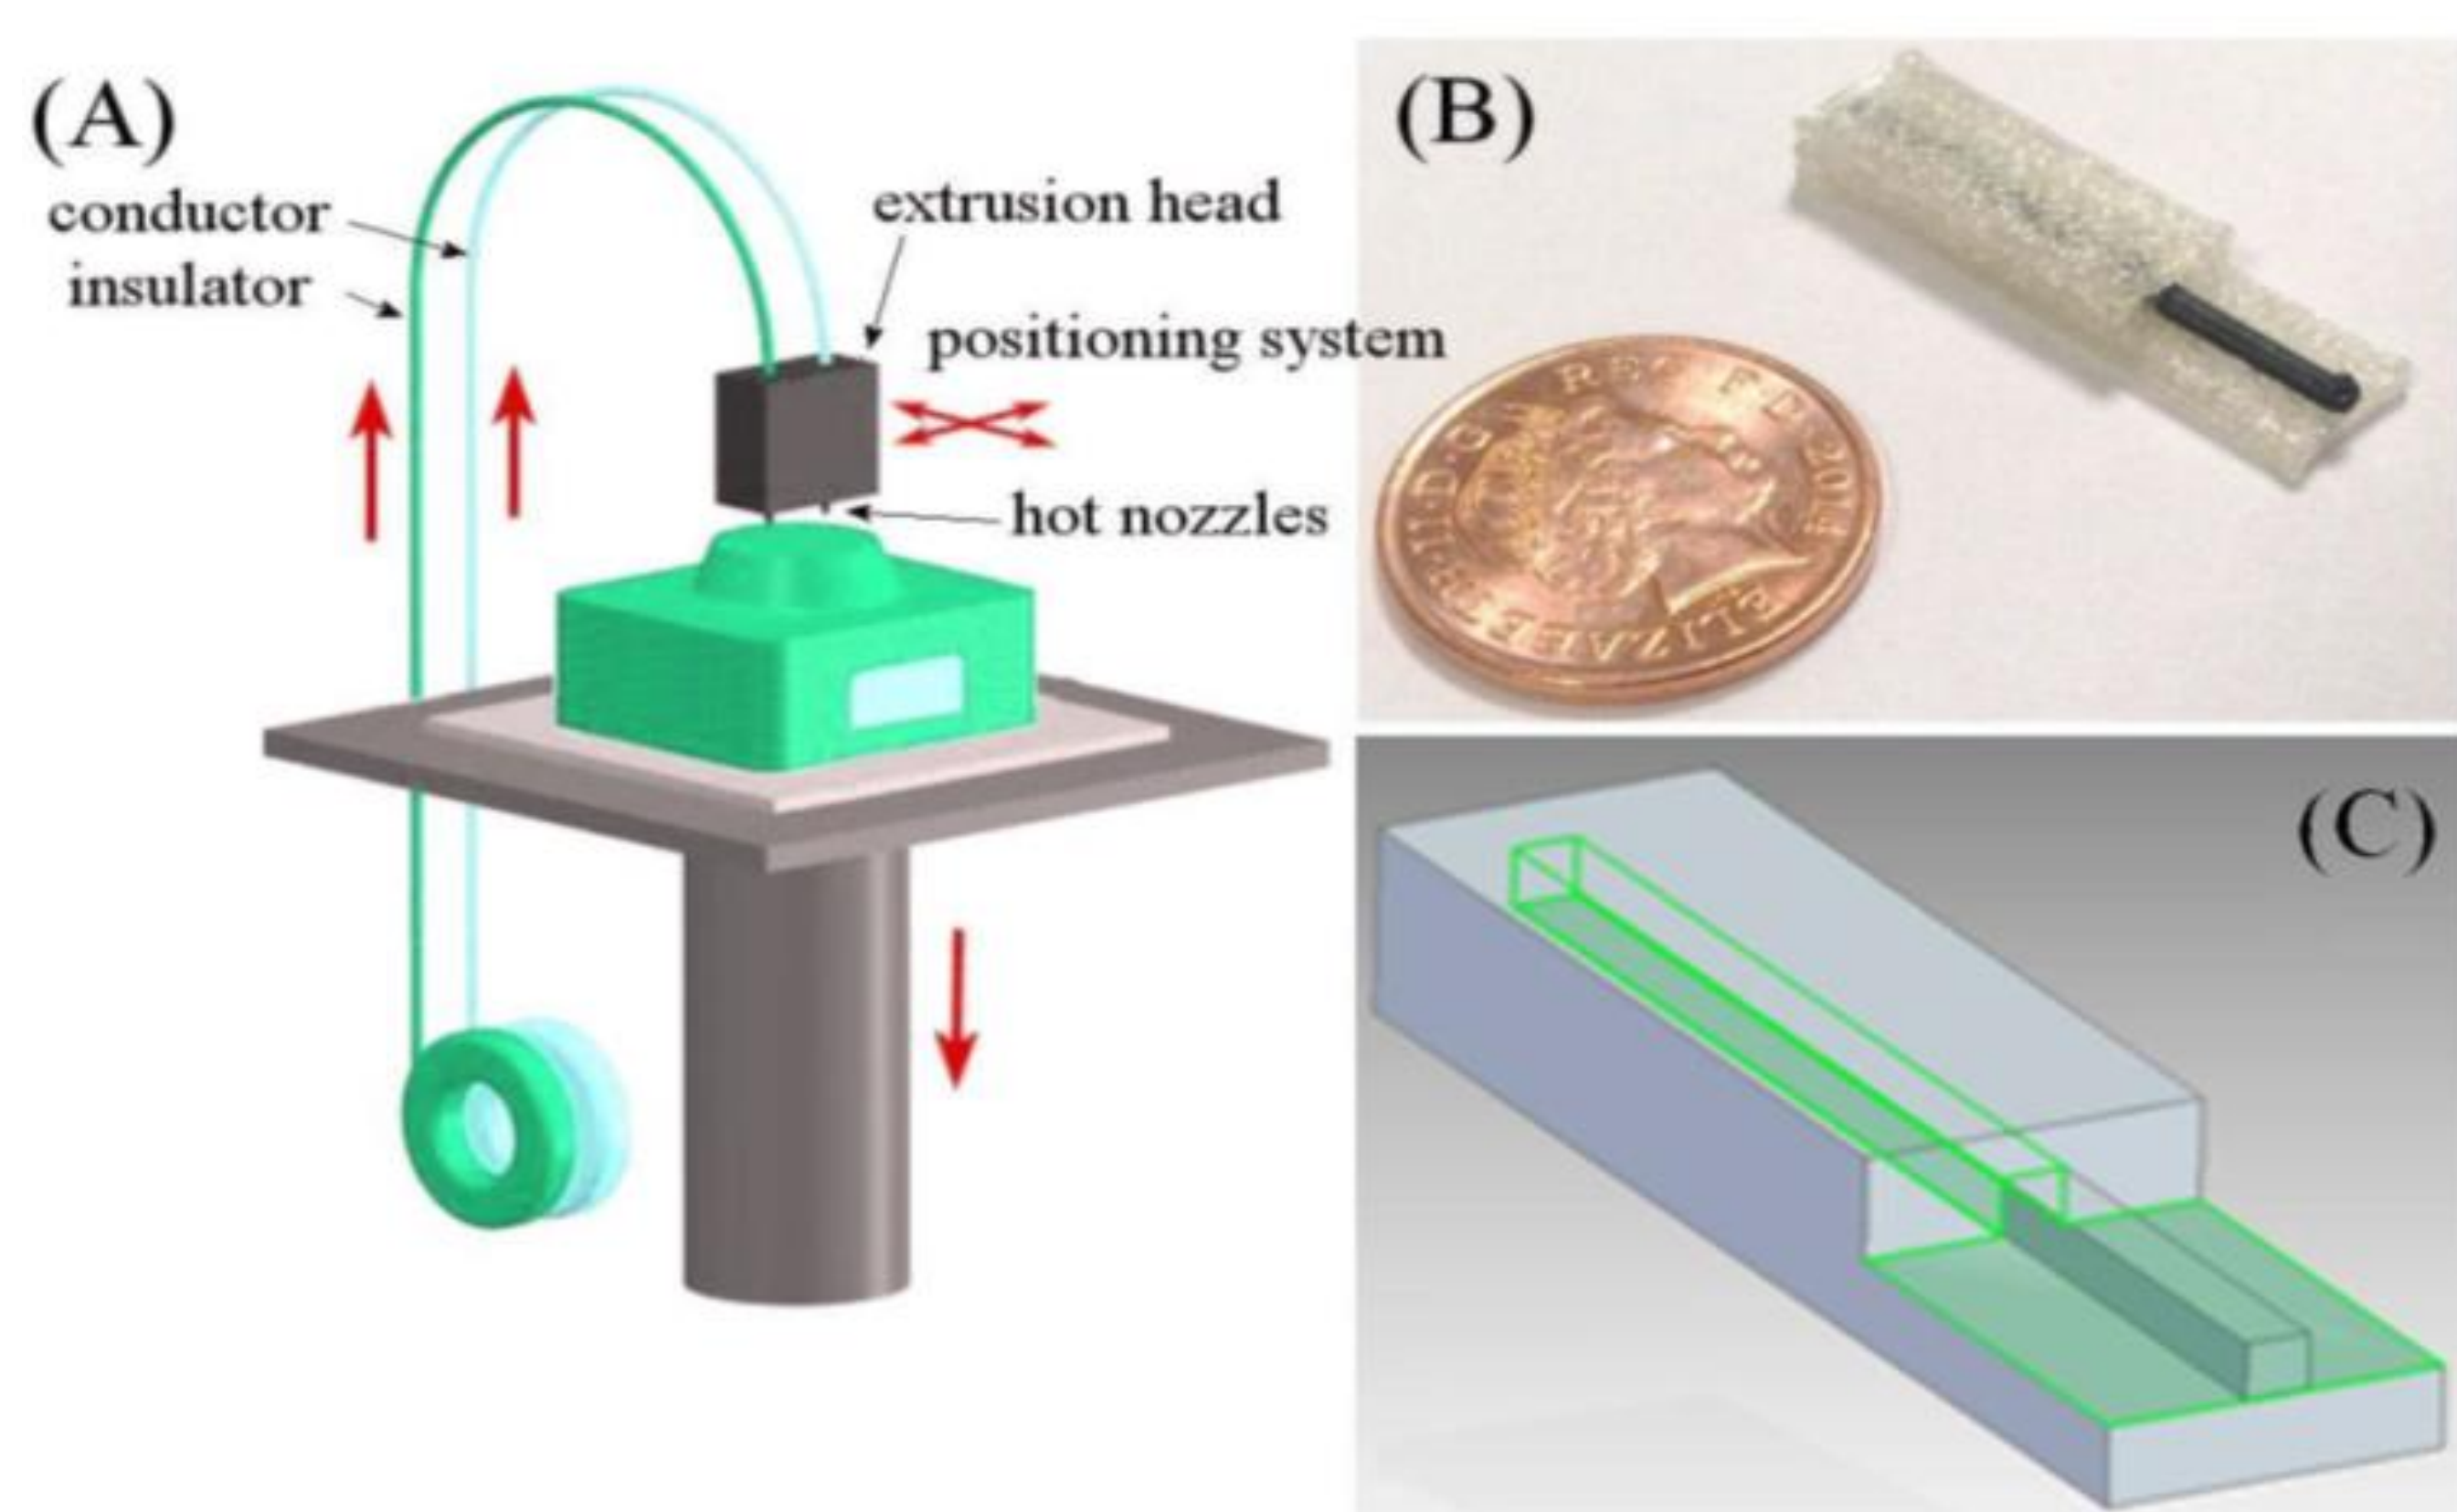 (A)
conductor
insulator
extrusion head
positioning system
hot nozzles
(B)
(C)